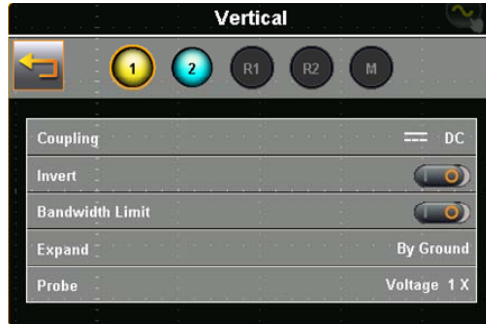 Vertical
1 2 R1 R2 M
Coupling DC
Invert
Bandwidth Limit
Expand By Ground
Probe Voltage 1 X